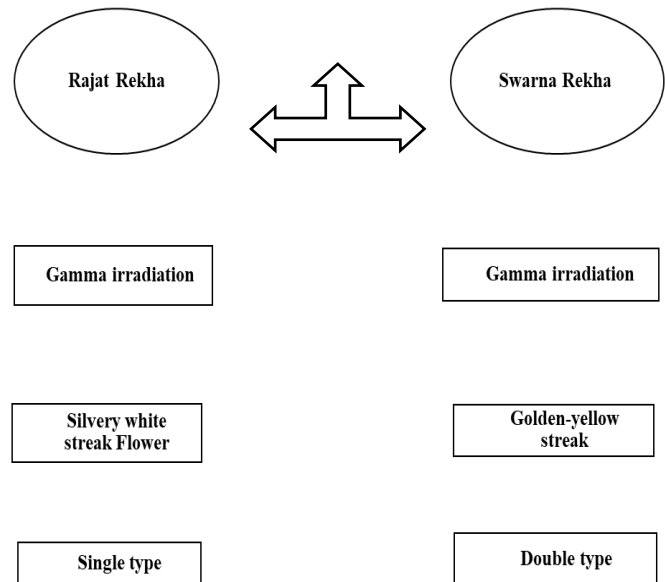 Rajat Rekha
Swarna Rekha
Gamma irradiation
Gamma irradiation
Silvery white
streak Flower
Golden-yellow
streak
Single type
Double type